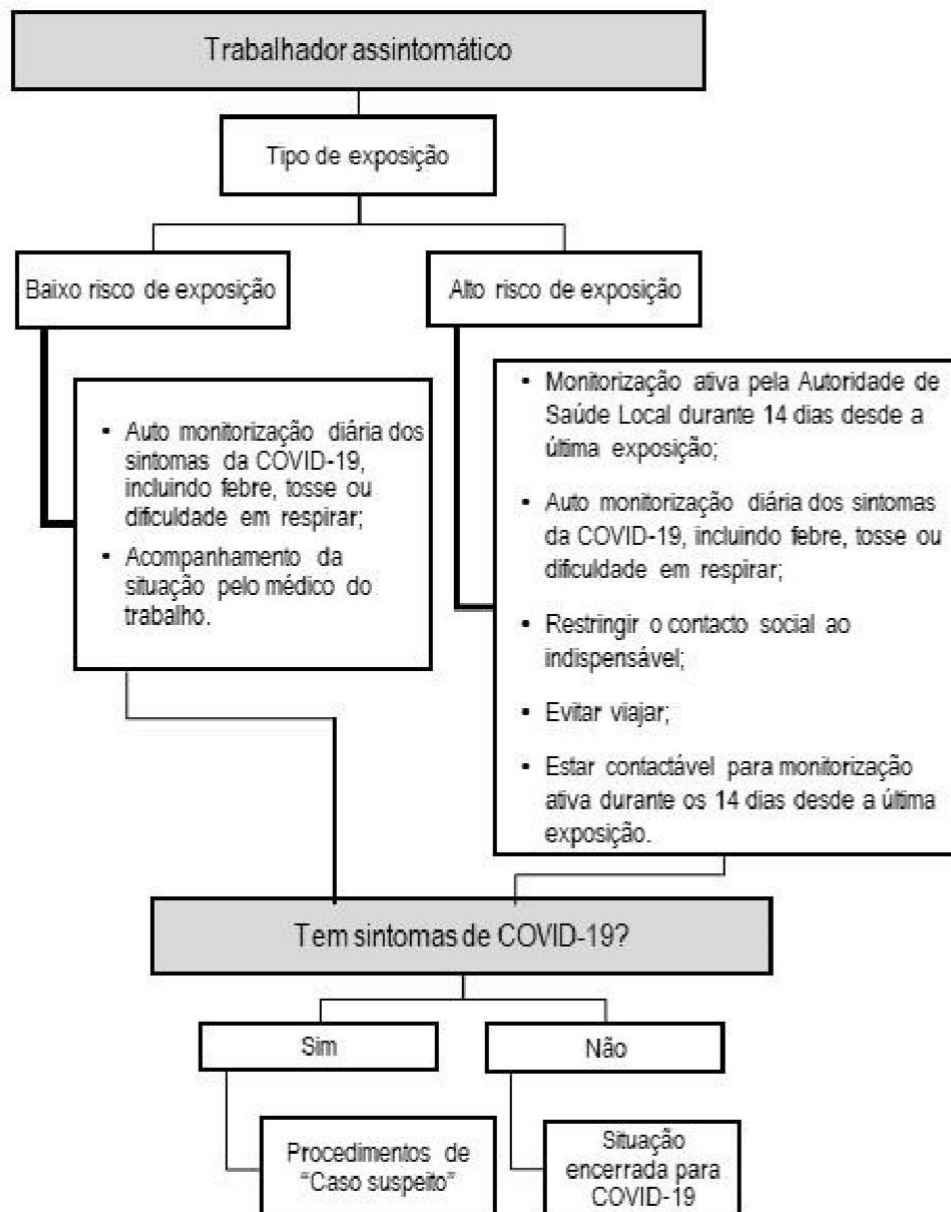 Trabalhador assintomático
Tipo de exposição
Baixo risco de exposição
Alto risco de exposição
• Auto monitorização diária dos
sintomas da COVID-19,
incluindo febre, tosse ou
dificuldade em respirar;
• Acompanhamento da
situação pelo médico do
trabalho.
• Monitorização ativa pela Autoridade de
Saúde Local durante 14 dias desde a
última exposição;
• Auto monitorização diária dos sintomas
da COVID-19, incluindo febre, tosse ou
dificuldade em respirar;
• Restringir o contacto social ao
indispensável;
• Evitar viajar;
• Estar contactável para monitorização
ativa durante os 14 dias desde a última
exposição.
Tem sintomas de COVID-19?
Sim
Não
Procedimentos de
"Caso suspeito"
Situação
encerrada para
COVID-19